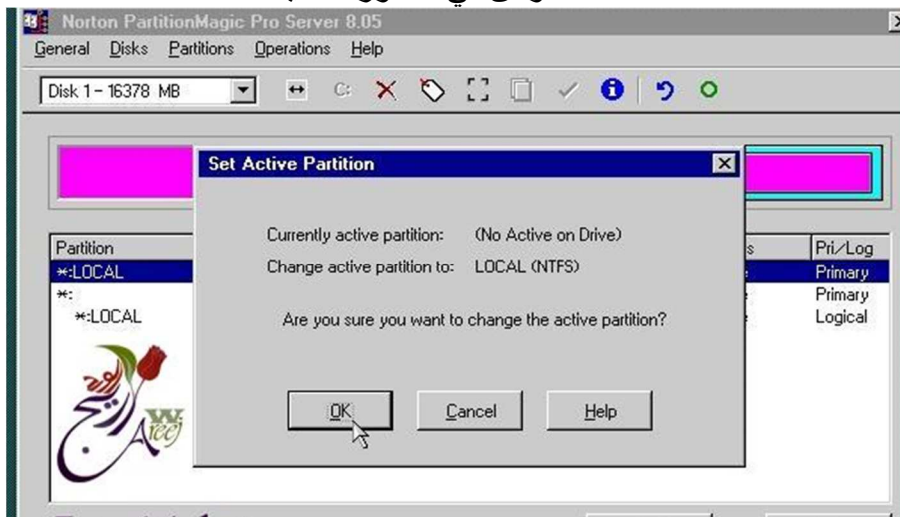 Norton PartitionMagic Pro Server 8.05
General Disks Partitions Operations Help
Disk 1 - 16378 MB
C:
Set Active Partition
Currently active partition: (No Active on Drive)
Change active partition to: LOCAL (NTFS)
Are you sure you want to change the active partition?
OK Cancel Help
Partition Pri/Log
*:LOCAL Primary
*: Primary
*:LOCAL Logical
أريج
Areej